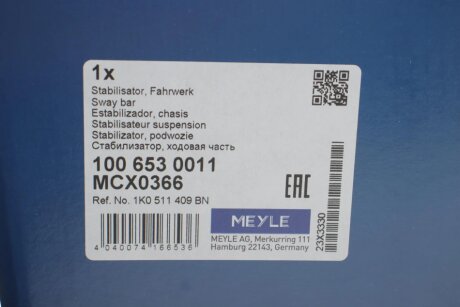 1x
Stabilisator, Fahrwerk
Sway bar
Estabilizador, chasis
Stabilisateur suspension
Stabilizator, podwozie
Стабилизатор, ходовая часть
100 653 0011
MCX0366
Ref. No. 1K0 511 409 BN
4 040074 166536
MEYLE
MEYLE AG, Merkurring 111
Hamburg 22143, Germany
EAC
23X3330